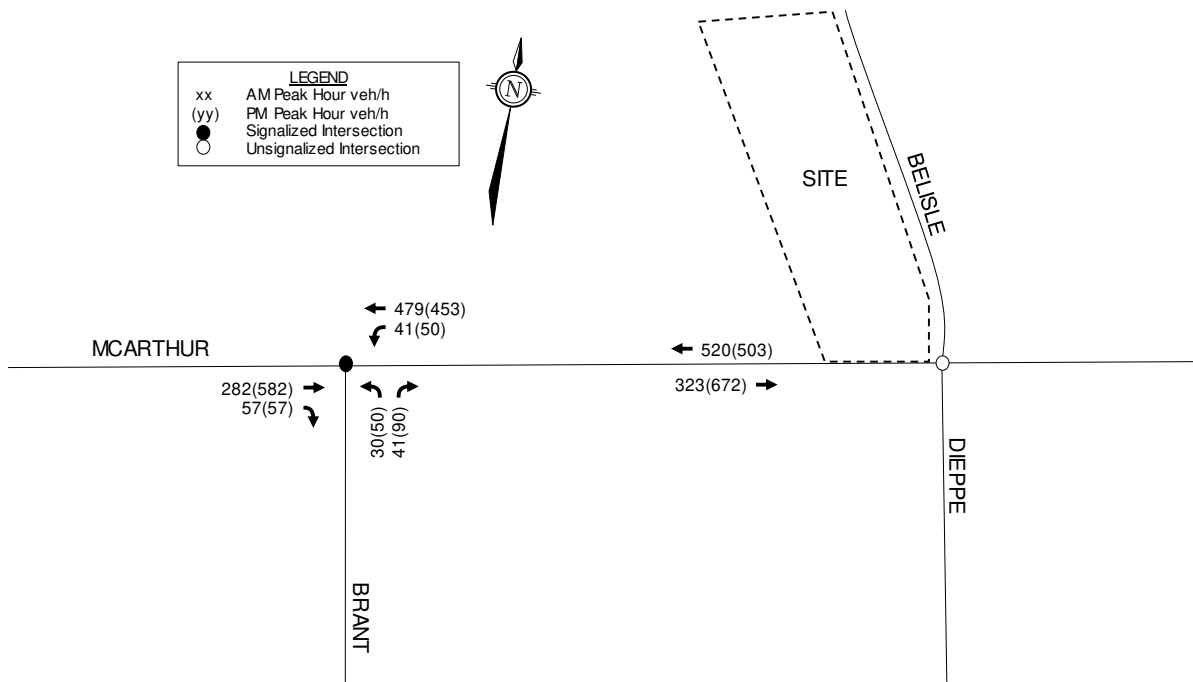 LEGEND
xx AM Peak Hour veh/h
(yy) PM Peak Hour veh/h
Signalized Intersection
Unsignalized Intersection
N
SITE
BELISLE
479(453)
41(50)
MCARTHUR
520(503)
282(582)
323(672)
57(57)
30(50)
41(90)
DIEPPE
BRANT